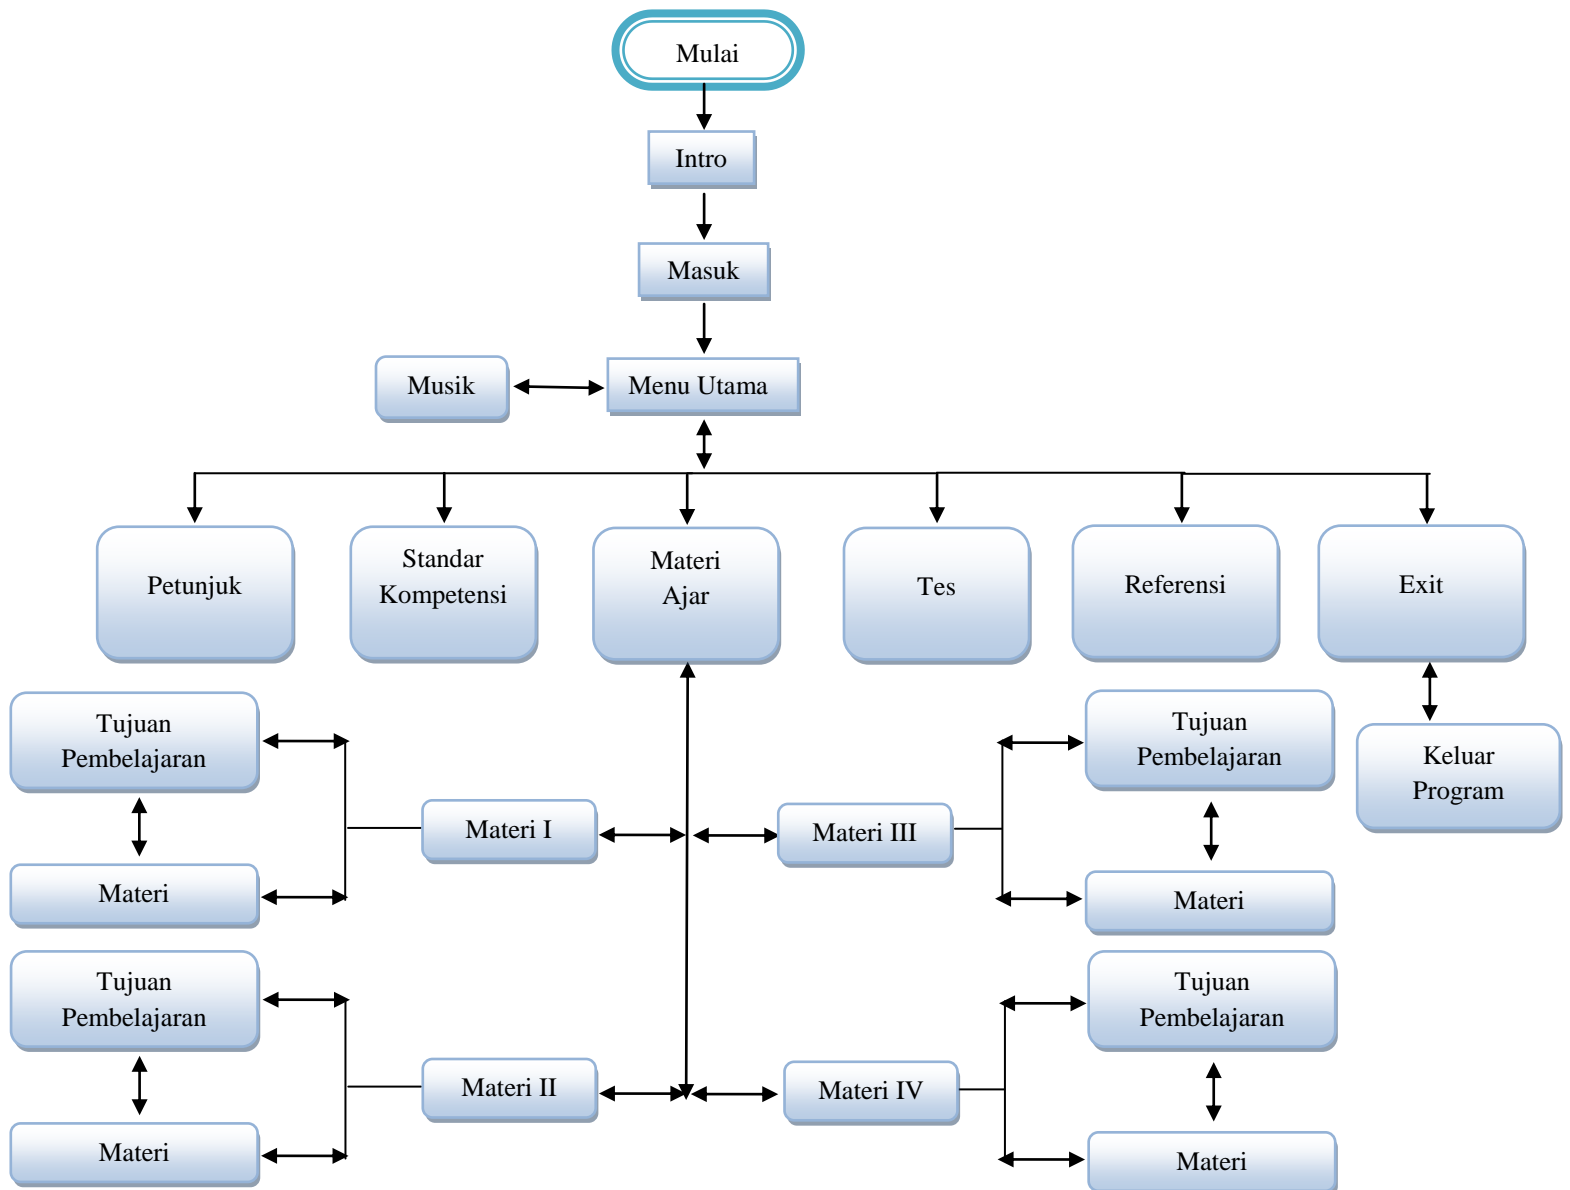 Mulai
Intro
Masuk
Musik
Menu Utama
Petunjuk
Standar
Kompetensi
Materi
Ajar
Tes
Referensi
Exit
Tujuan
Pembelajaran
Materi I
Materi
Materi III
Tujuan
Pembelajaran
Materi
Keluar
Program
Tujuan
Pembelajaran
Materi II
Materi
Materi IV
Tujuan
Pembelajaran
Materi